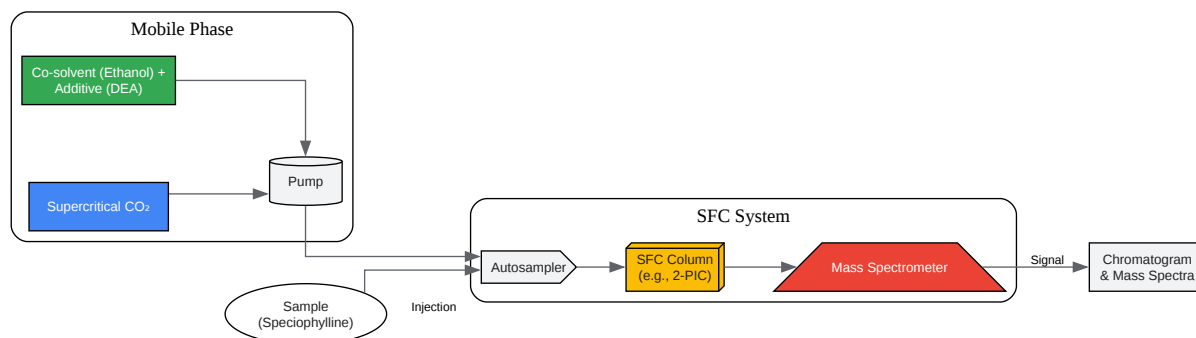 Mobile Phase
Co-solvent (Ethanol) +
Additive (DEA)
Pump
Supercritical CO₂
SFC System
Autosampler
SFC Column
(e.g., 2-PIC)
Mass Spectrometer
Signal
Chromatogram
& Mass Spectra
Sample
(Speciophylline)
Injection